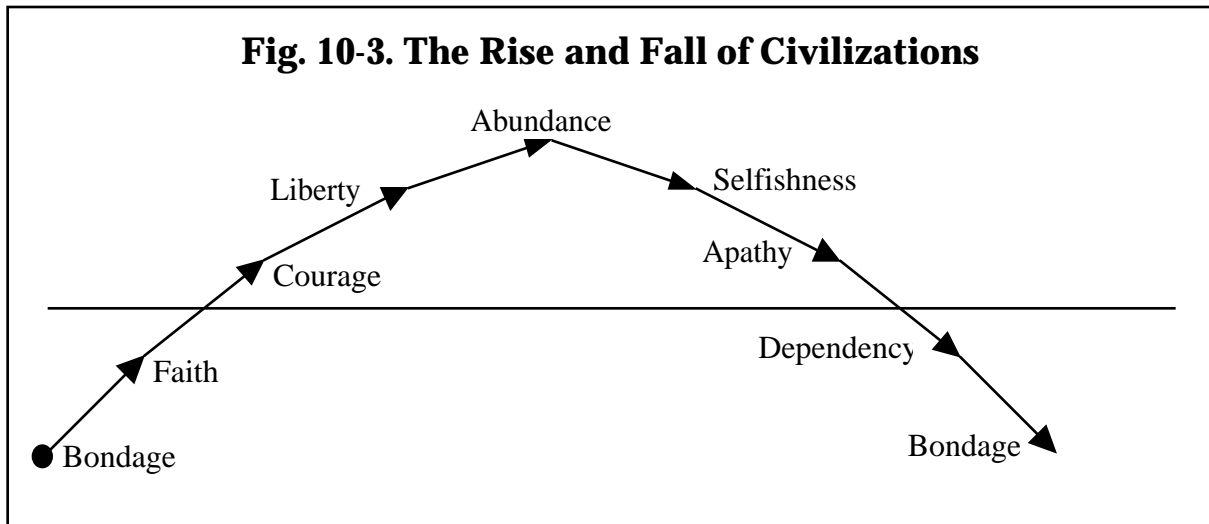 Fig. 10-3. The Rise and Fall of Civilizations
Abundance
Liberty
Selfishness
Courage
Apathy
Faith
Dependency
Bondage
Bondage